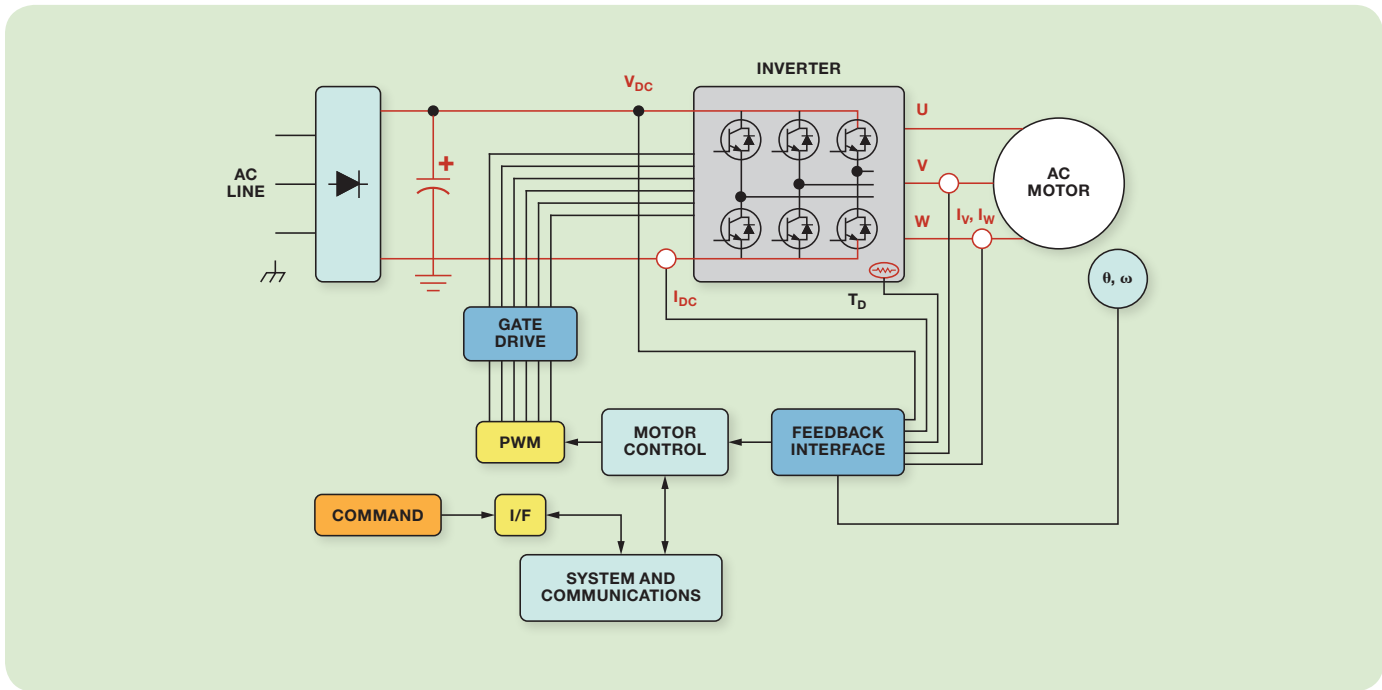 INVERTER
V_DC
U
AC
LINE
+
V
AC
MOTOR
W
I_V, I_W
θ, ω
I_DC
T_D
GATE
DRIVE
PWM
MOTOR
CONTROL
FEEDBACK
INTERFACE
COMMAND
I/F
SYSTEM AND
COMMUNICATIONS